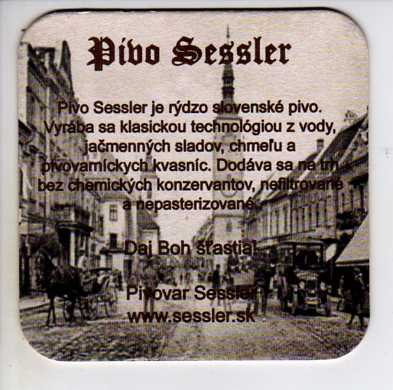 Pivo Sessler
Pivo Sessler je rýdzo slovenské pivo.
Vyrába sa klasickou technológiou z vody,
jačmenných sladov, chmeľu a
pivovarníckych kvasníc. Dodáva sa na trh
bez chemických konzervantov, nefiltrované
a nepasterizované.
Daj Boh šťastia!
Pivovar Sessler
www.sessler.sk